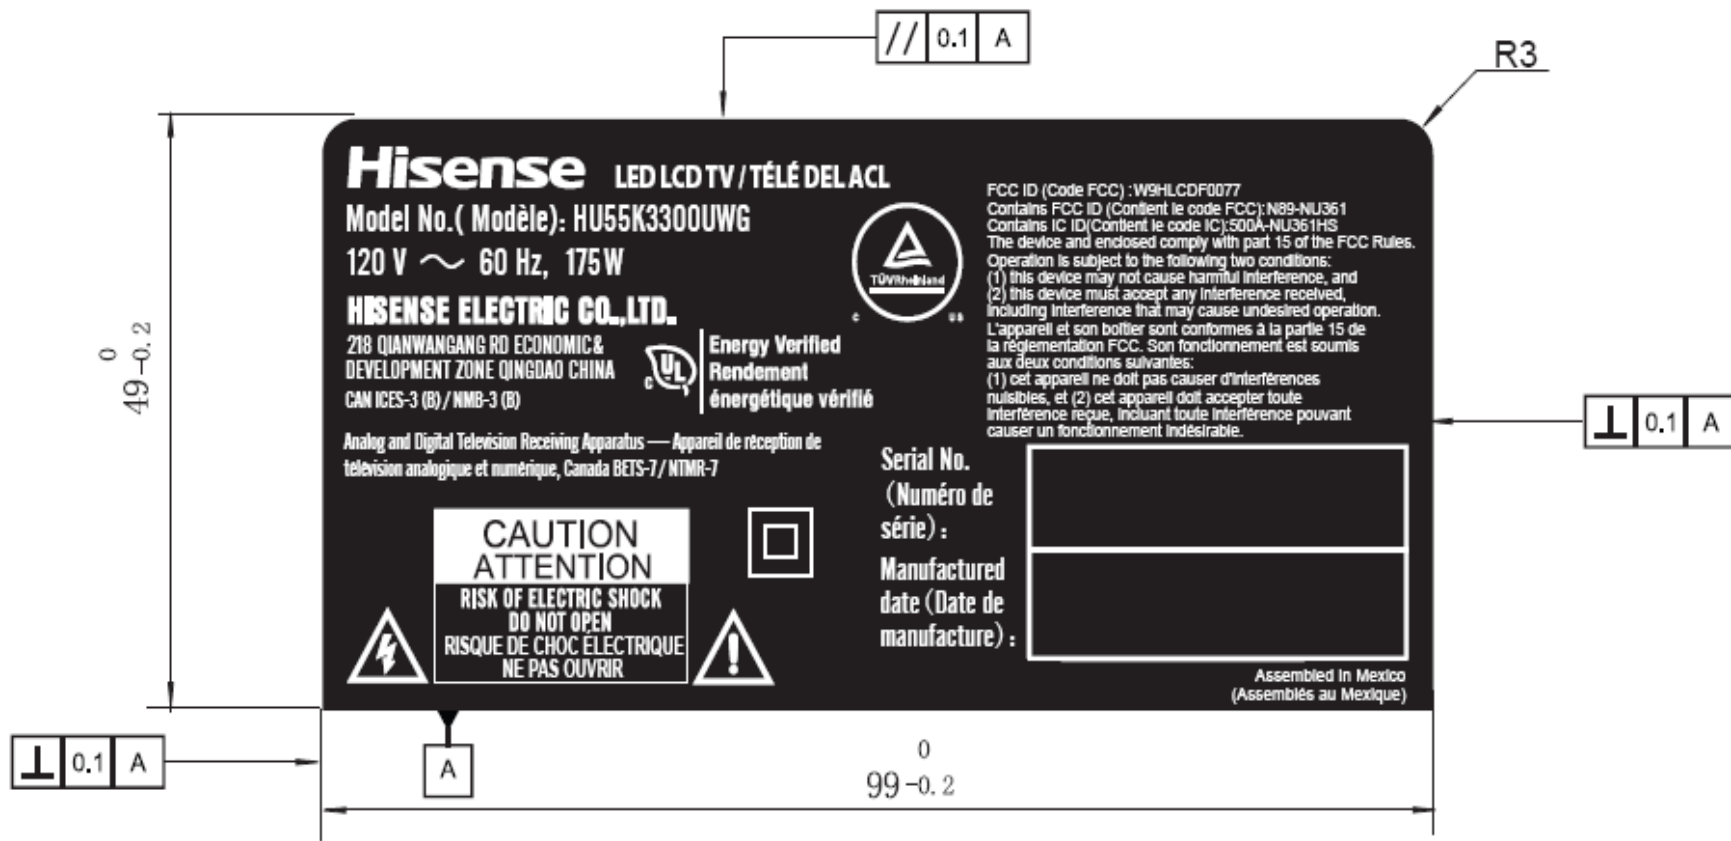 // 0.1 A
R3
Hisense LED LCD TV / TÉLÉ DEL ACL
Model No.( Modèle): HU55K3300UWG
120 V ～ 60 Hz, 175W
HISENSE ELECTRIC CO.,LTD.
218 QIANWANGANG RD ECONOMIC &
DEVELOPMENT ZONE QINGDAO CHINA
CAN ICES-3 (B) / NMB-3 (B)
C UL
Energy Verified
Rendement
énergétique vérifié
TÜVRheinland
C US
Analog and Digital Television Receiving Apparatus — Appareil de réception de
télévision analogique et numérique, Canada BETS-7 / NTMR-7
CAUTION
ATTENTION
RISK OF ELECTRIC SHOCK
DO NOT OPEN
RISQUE DE CHOC ÉLECTRIQUE
NE PAS OUVRIR
!
FCC ID (Code FCC) :W9HLCDF0077
Contains FCC ID (Contient le code FCC):N89-NU361
Contains IC ID(Contient le code IC):500A-NU361HS
The device and enclosed comply with part 15 of the FCC Rules.
Operation is subject to the following two conditions:
(1) this device may not cause harmful interference, and
(2) this device must accept any interference received,
including interference that may cause undesired operation.
L'appareil et son boîtier sont conformes à la partie 15 de
la réglementation FCC. Son fonctionnement est soumis
aux deux conditions suivantes:
(1) cet appareil ne doit pas causer d'interférences
nuisibles, et (2) cet appareil doit accepter toute
interférence reçue, incluant toute interférence pouvant
causer un fonctionnement indésirable.
Serial No.
(Numéro de
série):
Manufactured
date (Date de
manufacture):
Assembled in Mexico
(Assemblés au Mexique)
0
49-0.2
⊥ 0.1 A
⊥ 0.1 A
A
0
99-0.2